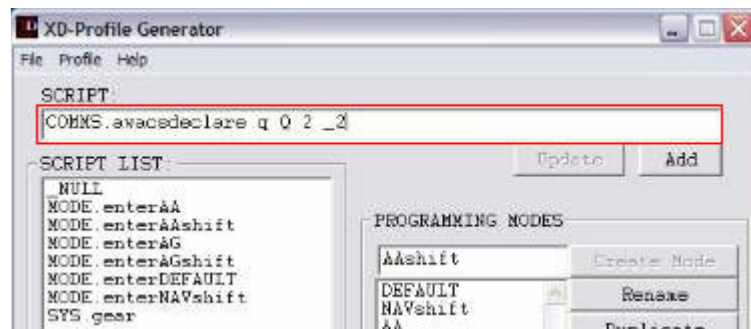 XD-Profile Generator
File Profile Help
SCRIPT:
COMMS.awacsdeclare q Q 2 _2
Update Add
SCRIPT LIST:
_NULL
MODE.enterAA
MODE.enterAAshift
MODE.enterAG
MODE.enterAGshift
MODE.enterDEFAULT
MODE.enterNAVshift
SYS.gear
PROGRAMMING MODES
AAshift
Create Mode
DEFAULT
Rename
NAVshift
AA
Duplicate